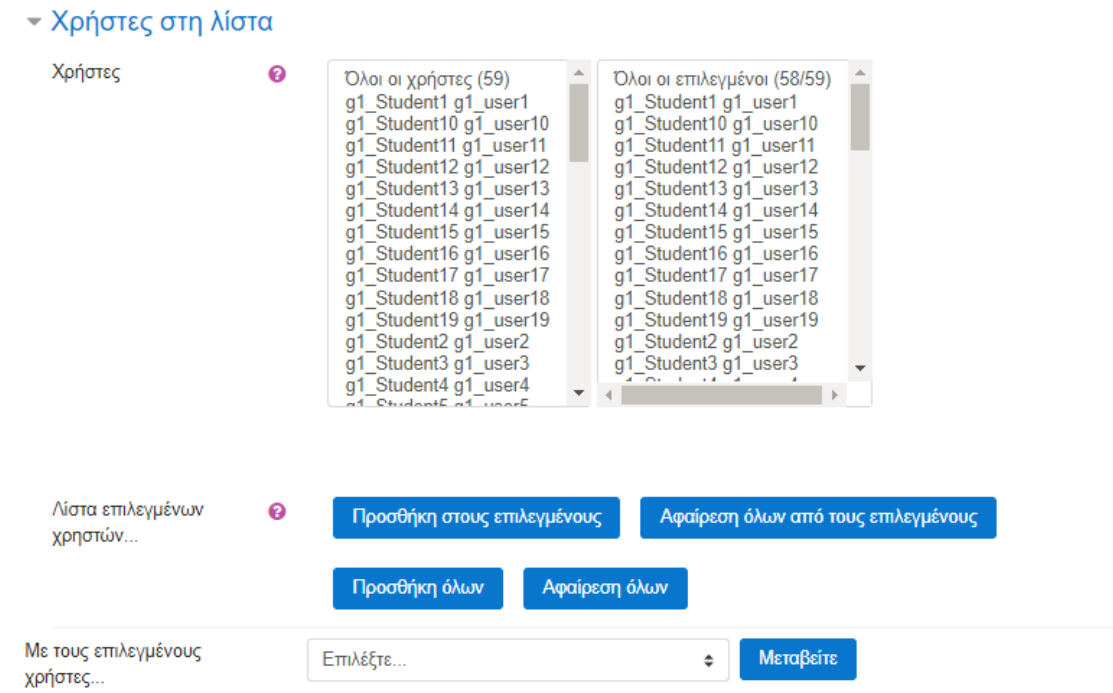 Χρήστες στη λίστα
Χρήστες
Όλοι οι χρήστες (59)
g1_Student1 g1_user1
g1_Student10 g1_user10
g1_Student11 g1_user11
g1_Student12 g1_user12
g1_Student13 g1_user13
g1_Student14 g1_user14
g1_Student15 g1_user15
g1_Student16 g1_user16
g1_Student17 g1_user17
g1_Student18 g1_user18
g1_Student19 g1_user19
g1_Student2 g1_user2
g1_Student3 g1_user3
g1_Student4 g1_user4
g1_Student5 g1_user5
Όλοι οι επιλεγμένοι (58/59)
g1_Student1 g1_user1
g1_Student10 g1_user10
g1_Student11 g1_user11
g1_Student12 g1_user12
g1_Student13 g1_user13
g1_Student14 g1_user14
g1_Student15 g1_user15
g1_Student16 g1_user16
g1_Student17 g1_user17
g1_Student18 g1_user18
g1_Student19 g1_user19
g1_Student2 g1_user2
g1_Student3 g1_user3
Λίστα επιλεγμένων
χρηστών...
Προσθήκη στους επιλεγμένους
Αφαίρεση όλων από τους επιλεγμένους
Προσθήκη όλων
Αφαίρεση όλων
Με τους επιλεγμένους
χρήστες...
Επιλέξτε...
Μεταβείτε